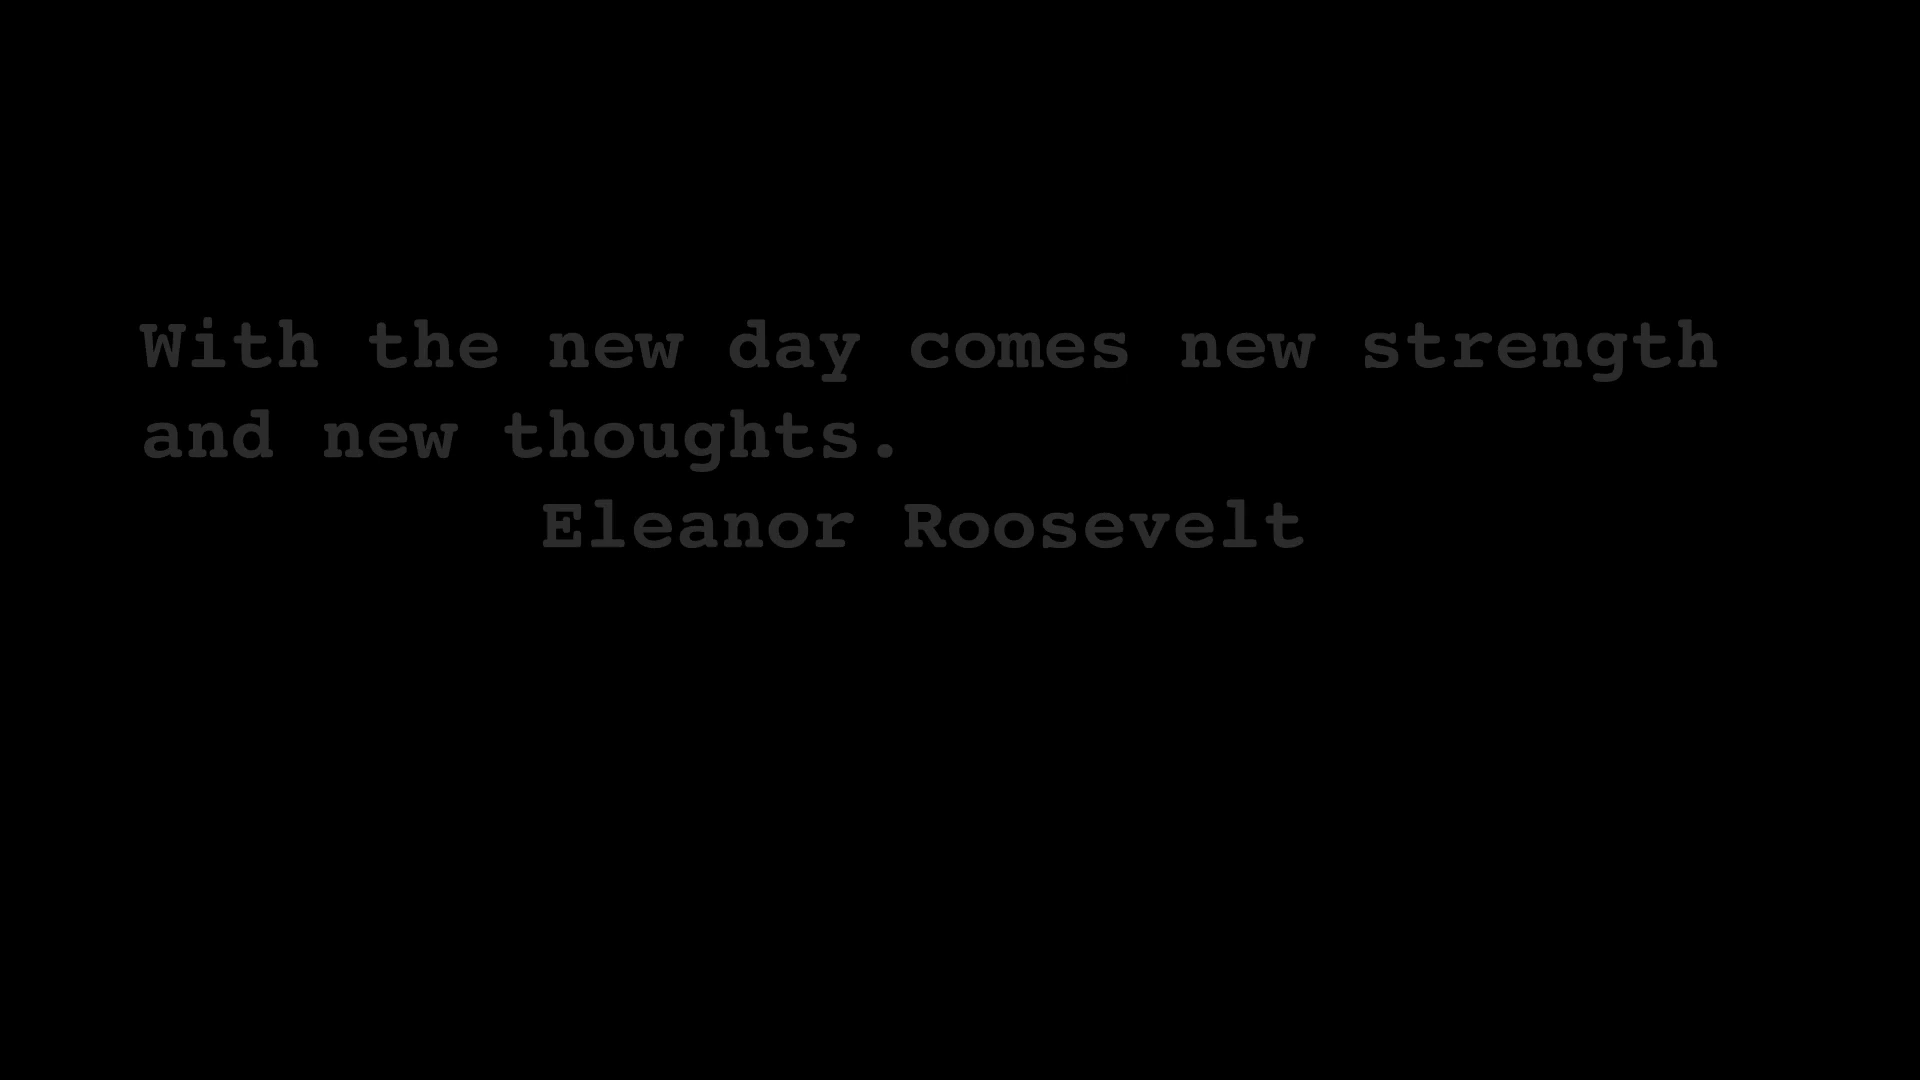 With the new day comes new strength
and new thoughts.
Eleanor Roosevelt